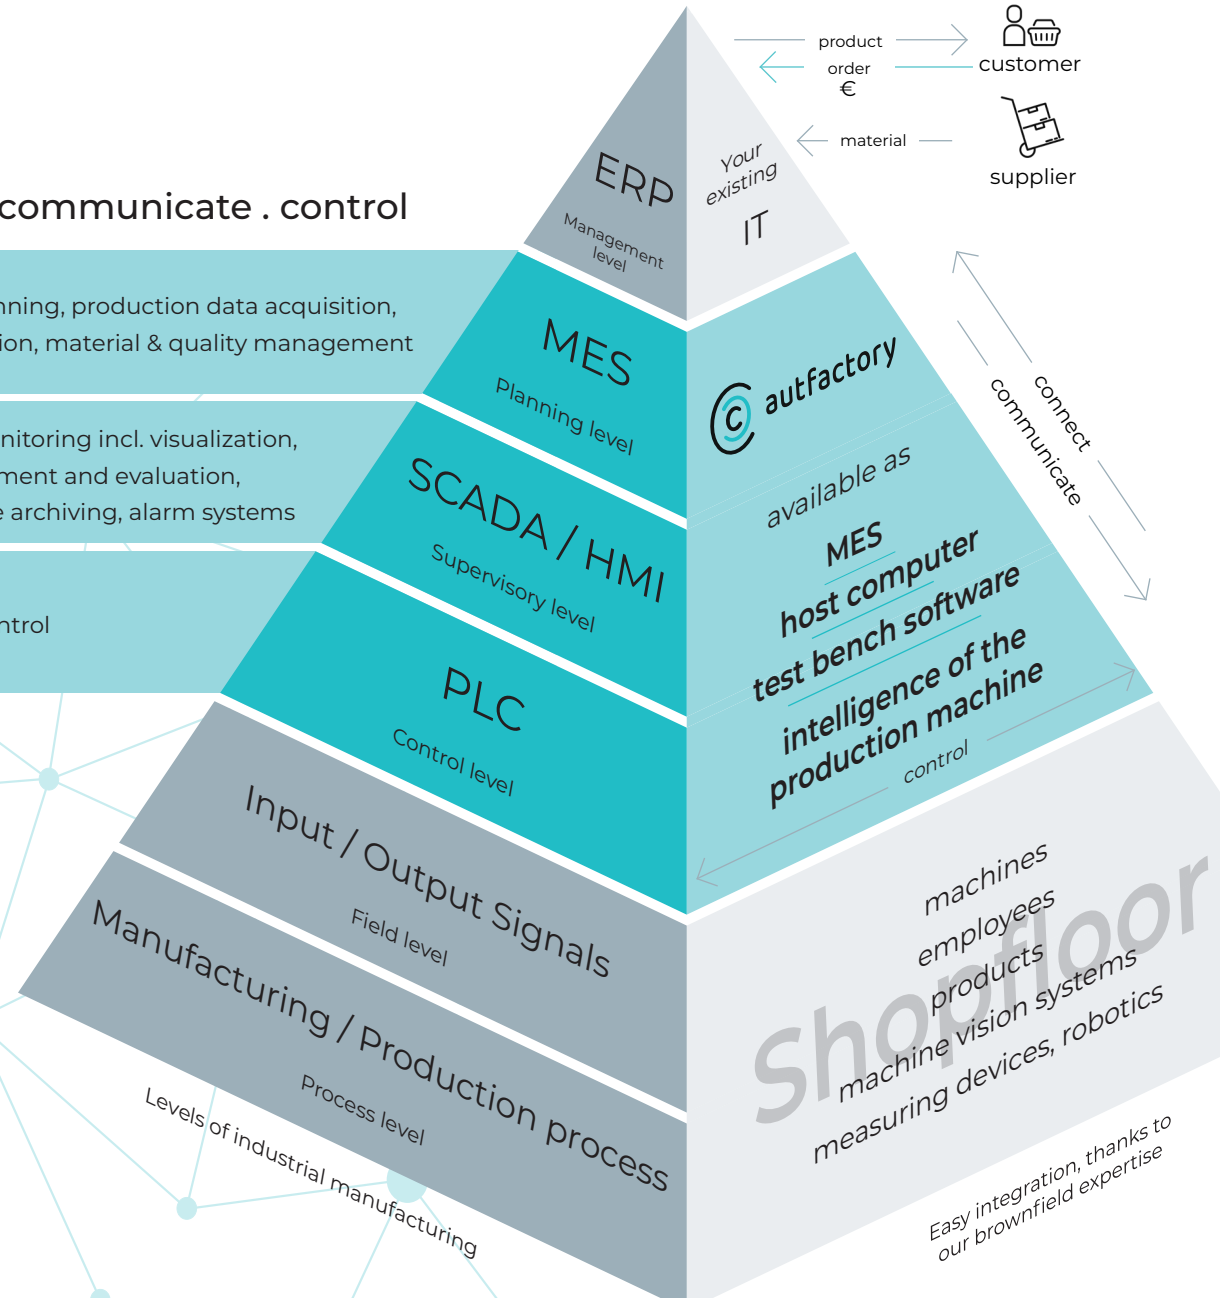 communicate . control
nning, production data acquisition,
ion, material & quality management
nitoring incl. visualization,
ment and evaluation,
e archiving, alarm systems
ntrol
ERP
Management
level
MES
Planning level
SCADA / HMI
Supervisory level
PLC
Control level
Input / Output Signals
Field level
Manufacturing / Production process
Process level
Levels of industrial manufacturing
Your
existing
IT
product
order
€
customer
material
supplier
connect
communicate
autfactory
available as
MES
host computer
test bench software
intelligence of the
production machine
control
Shopfloor
machines
employees
products
machine vision systems
measuring devices, robotics
Easy integration, thanks to
our brownfield expertise